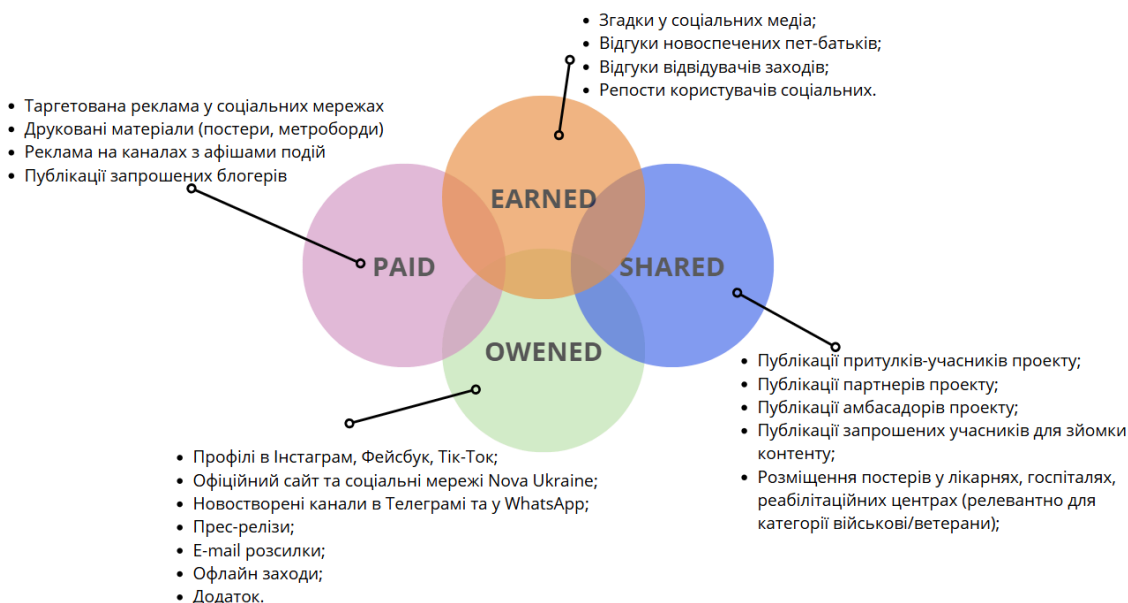 • Згадки у соціальних медіа;
• Відгуки новоспечених пет-батьків;
• Відгуки відвідувачів заходів;
• Репости користувачів соціальних.
• Таргетована реклама у соціальних мережах
• Друковані матеріали (постери, метроборди)
• Реклама на каналах з афішами подій
• Публікації запрошених блогерів
EARNED
PAID
SHARED
OWENED
• Публікації притулків-учасників проекту;
• Публікації партнерів проекту;
• Публікації амбасадорів проекту;
• Публікації запрошених учасників для зйомки
контенту;
• Розміщення постерів у лікарнях, госпіталях,
реабілітаційних центрах (релевантно для
категорії військові/ветерани);
• Профілі в Інстаграм, Фейсбук, Тік-Ток;
• Офіційний сайт та соціальні мережі Nova Ukraine;
• Новостворені канали в Телеграмі та у WhatsApp;
• Прес-релізи;
• E-mail розсилки;
• Офлайн заходи;
• Додаток.